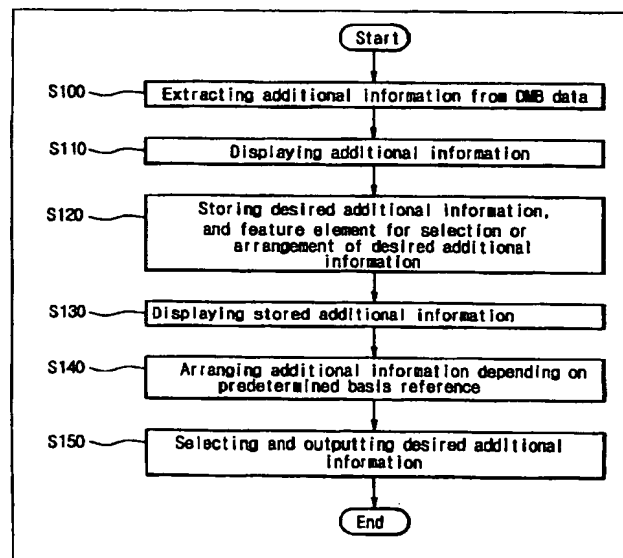 Start
S100
Extracting additional information from DMB data
S110
Displaying additional information
S120
Storing desired additional information,
and feature element for selection or
arrangement of desired additional
information
S130
Displaying stored additional information
S140
Arranging additional information depending on
predetermined basis reference
S150
Selecting and outputting desired additional
information
End